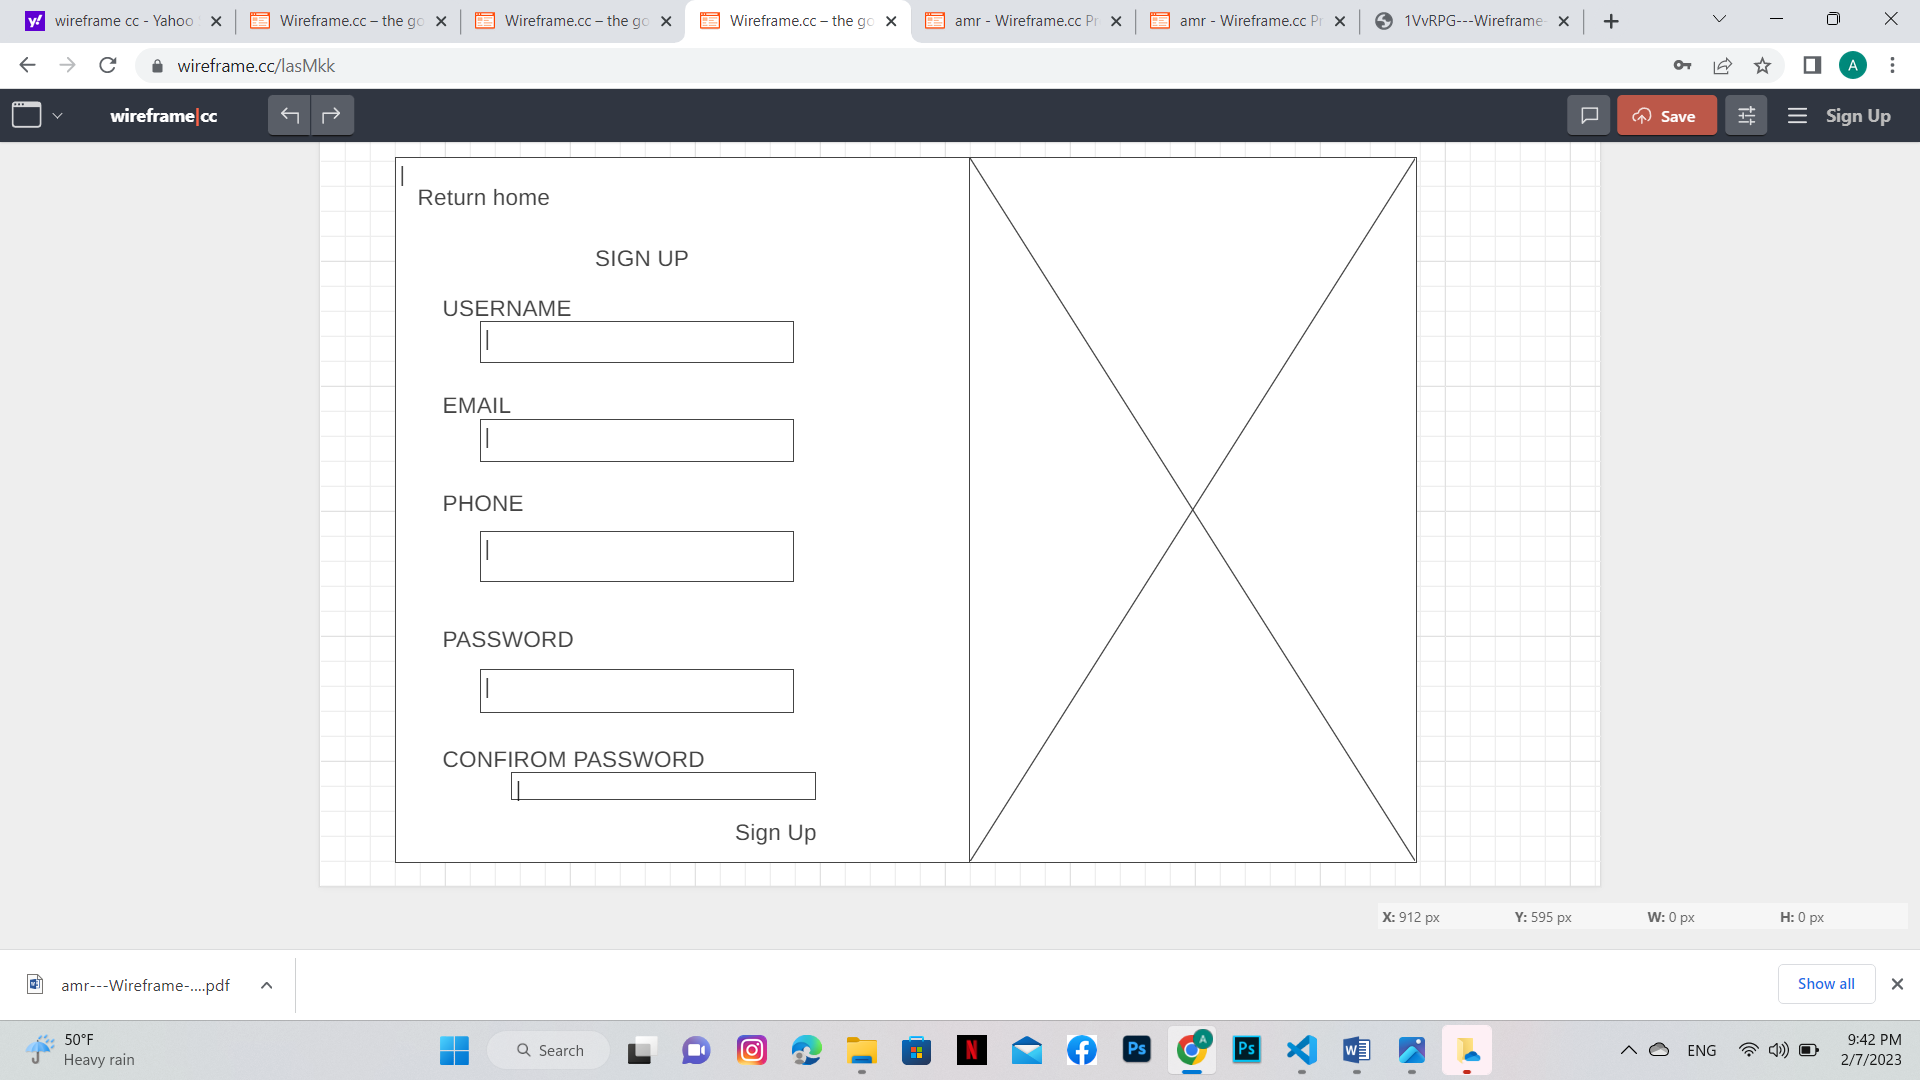 wireframe cc - Yahoo
Wireframe.cc – the go
Wireframe.cc – the go
Wireframe.cc – the go
amr - Wireframe.cc Pr
amr - Wireframe.cc Pr
1VvRPG---Wireframe-
wireframe.cc/lasMkk
A
wireframe|cc
Save
Sign Up
Return home
SIGN UP
USERNAME
EMAIL
PHONE
PASSWORD
CONFIROM PASSWORD
Sign Up
X: 912 px Y: 595 px W: 0 px H: 0 px
amr---Wireframe-....pdf
Show all
50°F
Heavy rain
Search
ENG
9:42 PM
2/7/2023